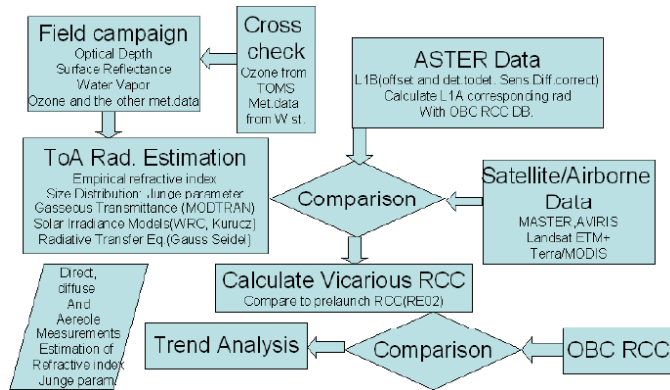 Field campaign
Optical Depth
Surface Reflectance
Water Vapor
Ozone and the other met.data
Cross
check
Ozone from
TOMS
Met.data
from W st.
ASTER Data
L1B(offset and det.todet. Sens Diff.correct)
Calculate L1A corresponding rad
With OBC RCC DB.
ToA Rad. Estimation
Empirical refractive index
Size Distribution: Junge parameter
Gasseous Transmittance (MODTRAN)
Solar Irradiance Models(WRC, Kurucz)
Radiative Transfer Eq.(Gauss Seidel)
Comparison
Satellite/Airborne
Data
MASTER,AVIRIS
Landsat ETM+
Terra/MODIS
Calculate Vicarious RCC
Compare to prelaunch RCC(RE02)
Direct,
diffuse
And
Aereole
Measurements
Estimation of
Refractive index
Junge param.
Trend Analysis
Comparison
OBC RCC